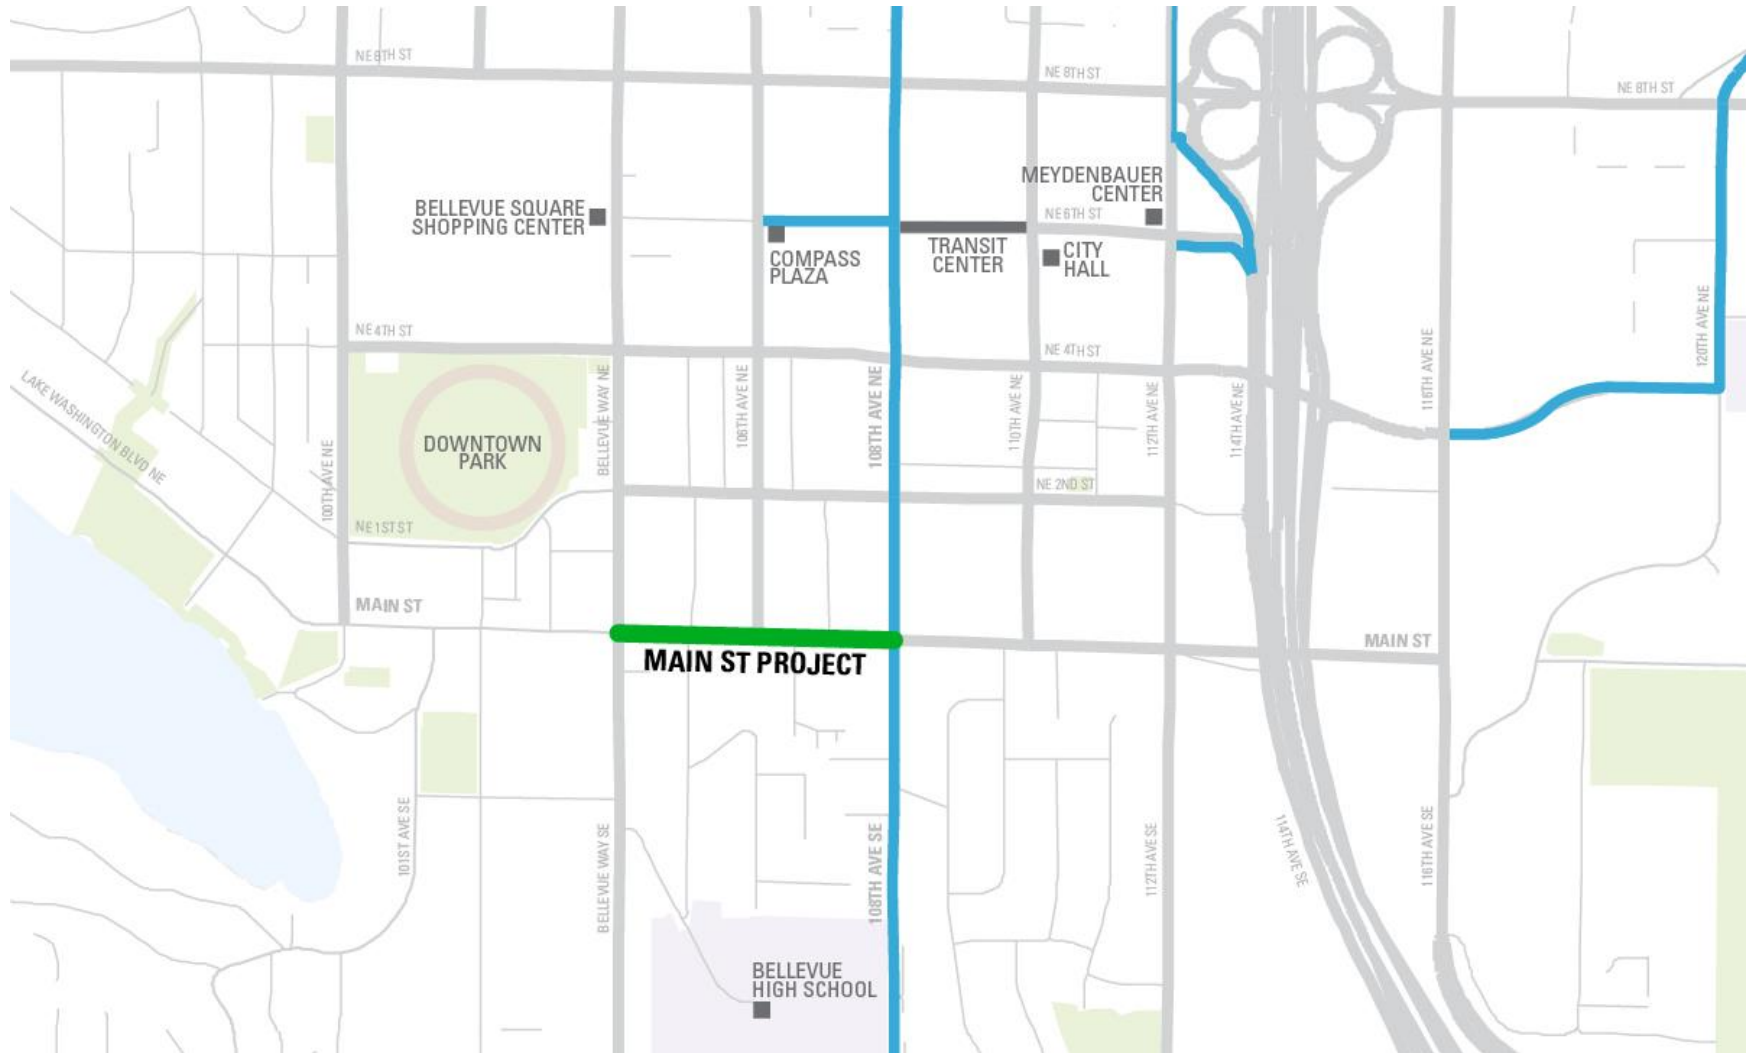 NE 8TH ST
NE 8TH ST
NE 8TH ST
MEYDENBAUER
CENTER
BELLEVUE SQUARE
SHOPPING CENTER
NE 6TH ST
COMPASS
PLAZA
TRANSIT
CENTER
CITY
HALL
NE 4TH ST
NE 4TH ST
LAKE WASHINGTON BLVD NE
100TH AVE NE
DOWNTOWN
PARK
BELLEVUE WAY NE
106TH AVE NE
108TH AVE NE
110TH AVE NE
112TH AVE NE
114TH AVE NE
116TH AVE NE
120TH AVE NE
NE 2ND ST
NE 1ST ST
MAIN ST
MAIN ST
MAIN ST PROJECT
101ST AVE SE
BELLEVUE WAY SE
108TH AVE SE
112TH AVE SE
114TH AVE SE
116TH AVE SE
BELLEVUE
HIGH SCHOOL